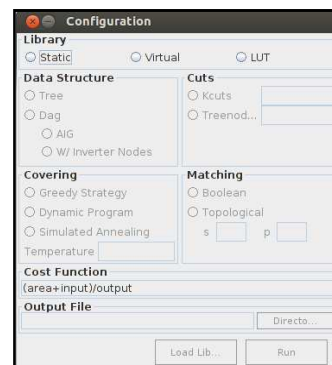 Configuration
Library
Static Virtual LUT
Data Structure Cuts
Tree Kcuts
Dag Treenod...
AIG
W/ Inverter Nodes
Covering Matching
Greedy Strategy Boolean
Dynamic Program Topological
Simulated Annealing s p
Temperature
Cost Function
(area+input)/output
Output File
Directo...
Load Lib... Run